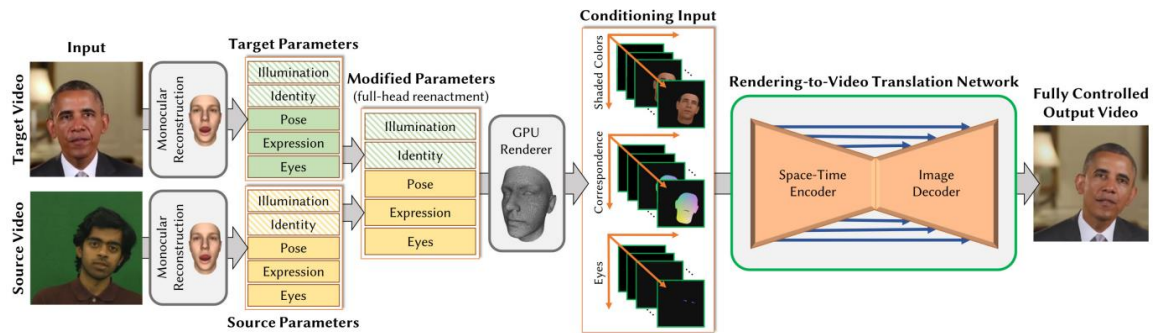 Input
Target Video
Monocular
Reconstruction
Target Parameters
Illumination
Identity
Pose
Expression
Eyes
Source Video
Monocular
Reconstruction
Illumination
Identity
Pose
Expression
Eyes
Source Parameters
Modified Parameters
(full-head reenactment)
Illumination
Identity
Pose
Expression
Eyes
GPU
Renderer
Conditioning Input
Shaded Colors
Correspondence
Eyes
Rendering-to-Video Translation Network
Space-Time
Encoder
Image
Decoder
Fully Controlled
Output Video